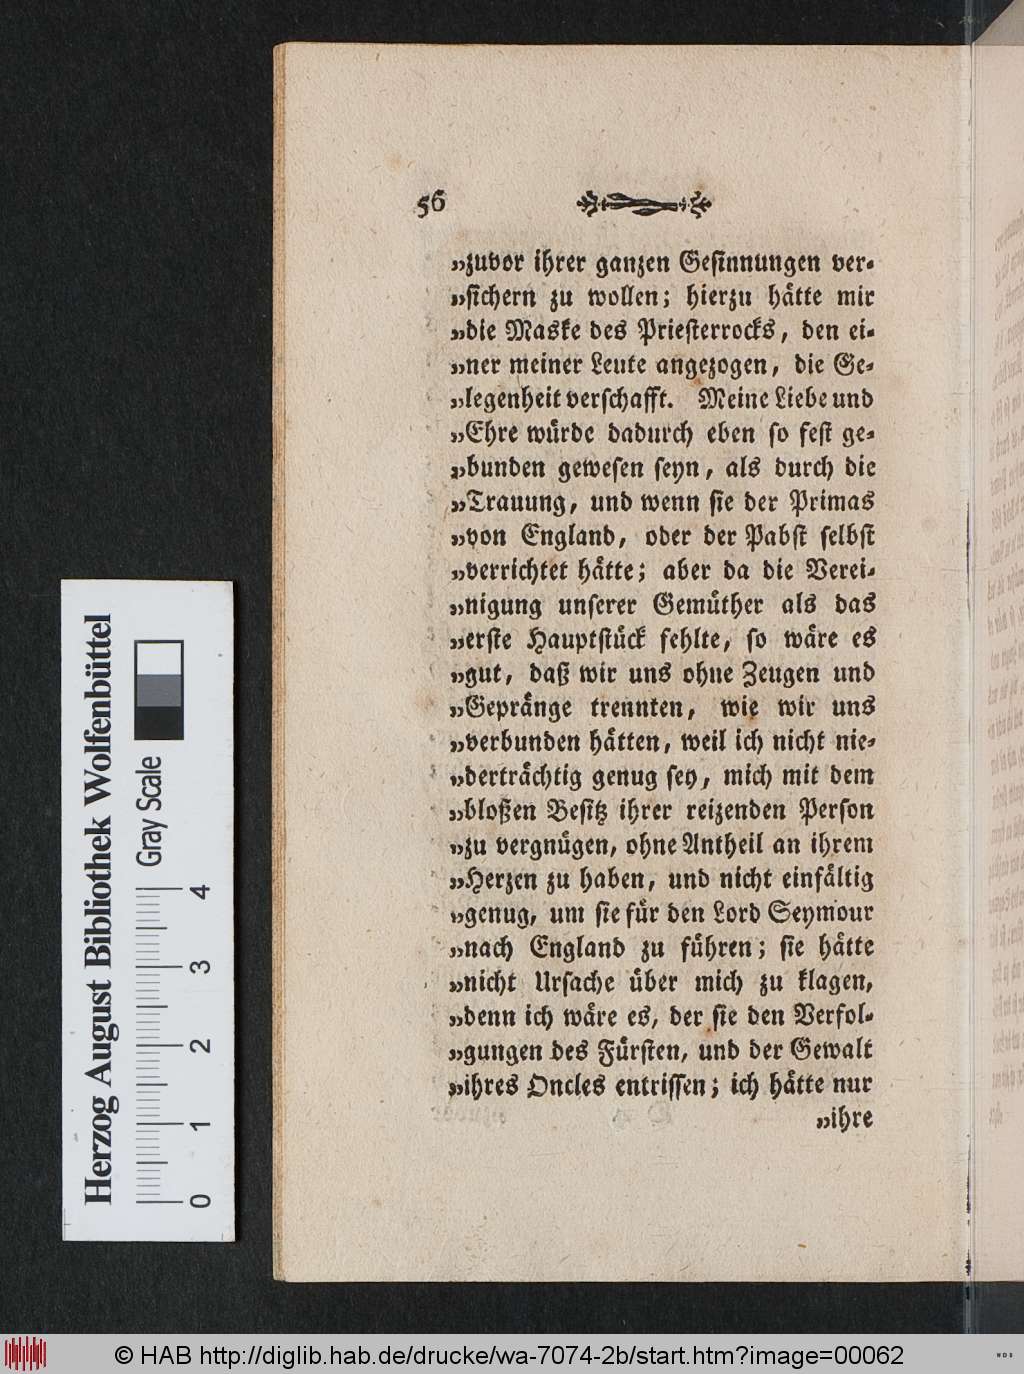 56
„zuvor ihrer ganzen Geſinnungen ver⸗
„ſichern zu wollen; hierzu hätte mir
„die Maske des Prieſterrocks, den ei⸗
„ner meiner Leute angezogen, die Ge⸗
„legenheit verſchafft. Meine Liebe und
„Ehre würde dadurch eben ſo feſt ge⸗
„bunden geweſen ſeyn, als durch die
„Trauung, und wenn ſie der Primas
„von England, oder der Pabſt ſelbſt
„verrichtet hätte; aber da die Verei⸗
„nigung unſerer Gemüther als das
„erſte Hauptſtück fehlte, ſo wäre es
„gut, daß wir uns ohne Zeugen und
„Gepränge trennten, wie wir uns
„verbunden hätten, weil ich nicht nie⸗
„derträchtig genug ſey, mich mit dem
„bloßen Beſitz ihrer reizenden Perſon
„zu vergnügen, ohne Antheil an ihrem
„Herzen zu haben, und nicht einfältig
„genug, um ſie für den Lord Seymour
„nach England zu führen; ſie hätte
„nicht Urſache über mich zu klagen,
„denn ich wäre es, der ſie den Verfol⸗
„gungen des Fürſten, und der Gewalt
„ihres Oncles entriſſen; ich hätte nur
„ihre
Herzog August Bibliothek Wolfenbüttel
Gray Scale
0 1 2 3 4
© HAB http://diglib.hab.de/drucke/wa-7074-2b/start.htm?image=00062